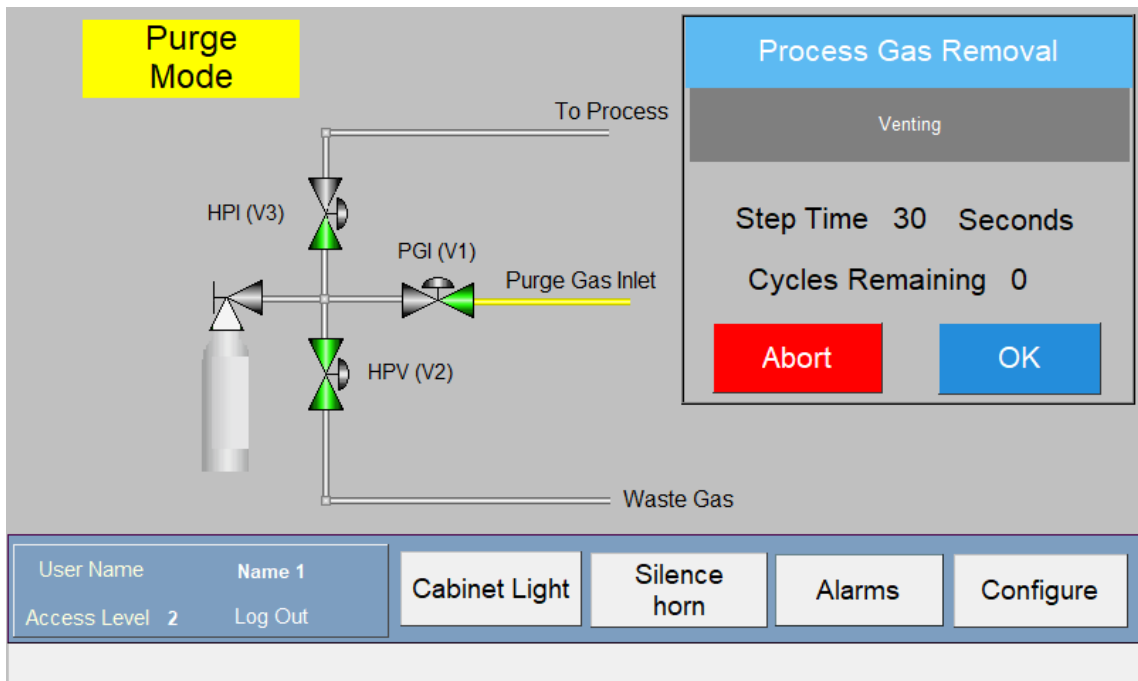 Purge
Mode
Process Gas Removal
Venting
To Process
HPI (V3)
Step Time 30 Seconds
PGI (V1)
Purge Gas Inlet
Cycles Remaining 0
Abort
OK
HPV (V2)
Waste Gas
User Name Name 1
Access Level 2 Log Out
Cabinet Light
Silence
horn
Alarms
Configure